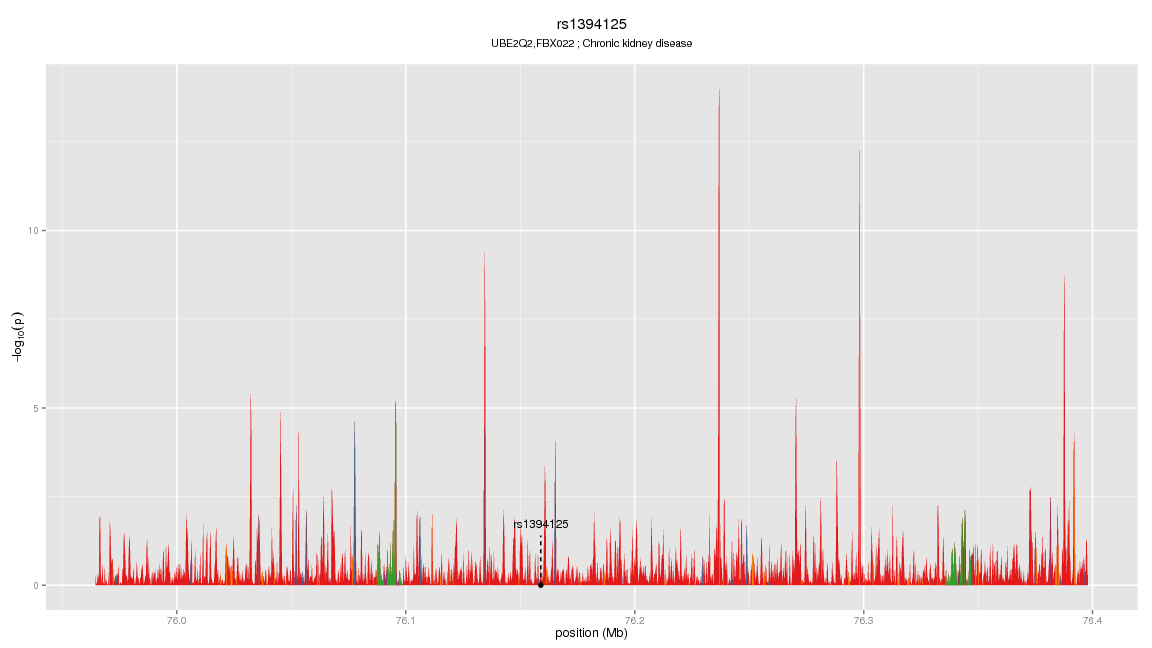 rs1394125
UBE2Q2,FBXO22 ; Chronic kidney disease
−log10(p)
10
5
0
rs1394125
76.0 76.1 76.2 76.3 76.4
position (Mb)